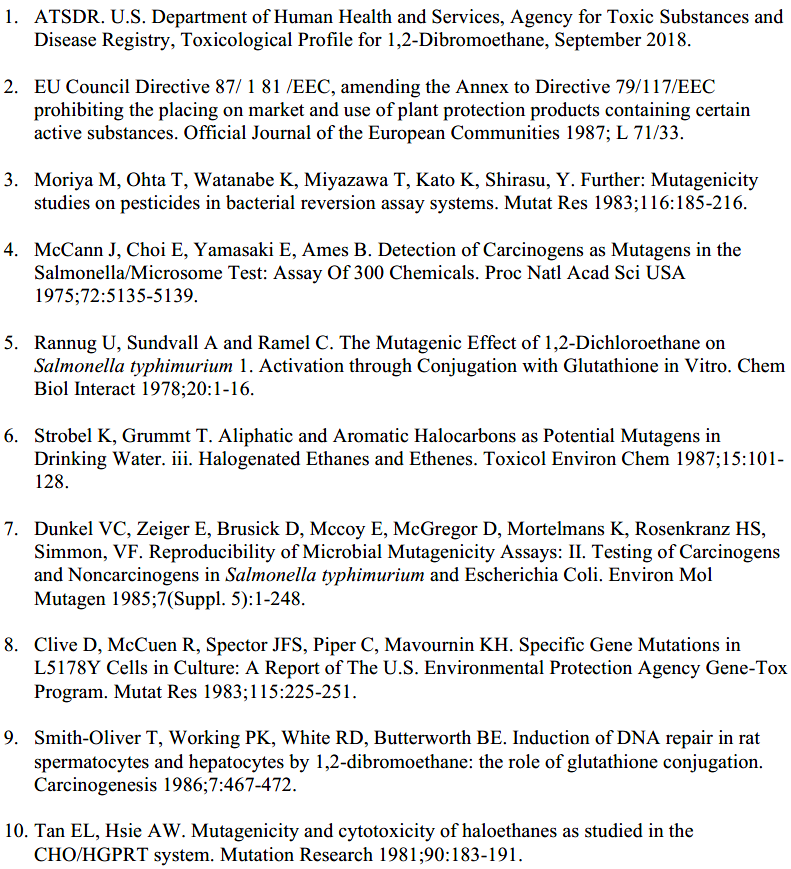 1. ATSDR. U.S. Department of Human Health and Services, Agency for Toxic Substances and
Disease Registry, Toxicological Profile for 1,2-Dibromoethane, September 2018.
2. EU Council Directive 87/ 1 81 /EEC, amending the Annex to Directive 79/117/EEC
prohibiting the placing on market and use of plant protection products containing certain
active substances. Official Journal of the European Communities 1987; L 71/33.
3. Moriya M, Ohta T, Watanabe K, Miyazawa T, Kato K, Shirasu, Y. Further: Mutagenicity
studies on pesticides in bacterial reversion assay systems. Mutat Res 1983;116:185-216.
4. McCann J, Choi E, Yamasaki E, Ames B. Detection of Carcinogens as Mutagens in the
Salmonella/Microsome Test: Assay Of 300 Chemicals. Proc Natl Acad Sci USA
1975;72:5135-5139.
5. Rannug U, Sundvall A and Ramel C. The Mutagenic Effect of 1,2-Dichloroethane on
Salmonella typhimurium 1. Activation through Conjugation with Glutathione in Vitro. Chem
Biol Interact 1978;20:1-16.
6. Strobel K, Grummt T. Aliphatic and Aromatic Halocarbons as Potential Mutagens in
Drinking Water. iii. Halogenated Ethanes and Ethenes. Toxicol Environ Chem 1987;15:101-
128.
7. Dunkel VC, Zeiger E, Brusick D, Mccoy E, McGregor D, Mortelmans K, Rosenkranz HS,
Simmon, VF. Reproducibility of Microbial Mutagenicity Assays: II. Testing of Carcinogens
and Noncarcinogens in Salmonella typhimurium and Escherichia Coli. Environ Mol
Mutagen 1985;7(Suppl. 5):1-248.
8. Clive D, McCuen R, Spector JFS, Piper C, Mavournin KH. Specific Gene Mutations in
L5178Y Cells in Culture: A Report of The U.S. Environmental Protection Agency Gene-Tox
Program. Mutat Res 1983;115:225-251.
9. Smith-Oliver T, Working PK, White RD, Butterworth BE. Induction of DNA repair in rat
spermatocytes and hepatocytes by 1,2-dibromoethane: the role of glutathione conjugation.
Carcinogenesis 1986;7:467-472.
10. Tan EL, Hsie AW. Mutagenicity and cytotoxicity of haloethanes as studied in the
CHO/HGPRT system. Mutation Research 1981;90:183-191.